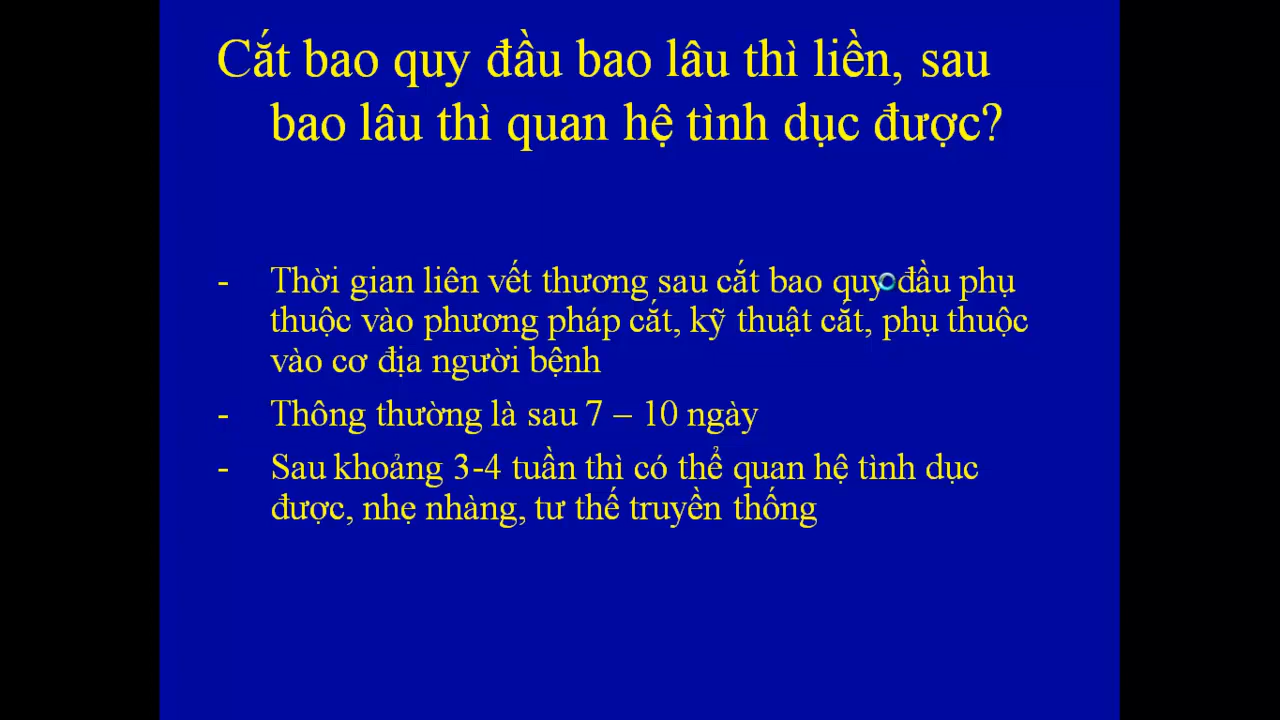 Cắt bao quy đầu bao lâu thì liền, sau
bao lâu thì quan hệ tình dục được?
- Thời gian liên vết thương sau cắt bao quy đầu phụ
thuộc vào phương pháp cắt, kỹ thuật cắt, phụ thuộc
vào cơ địa người bệnh
- Thông thường là sau 7 – 10 ngày
- Sau khoảng 3-4 tuần thì có thể quan hệ tình dục
được, nhẹ nhàng, tư thế truyền thống